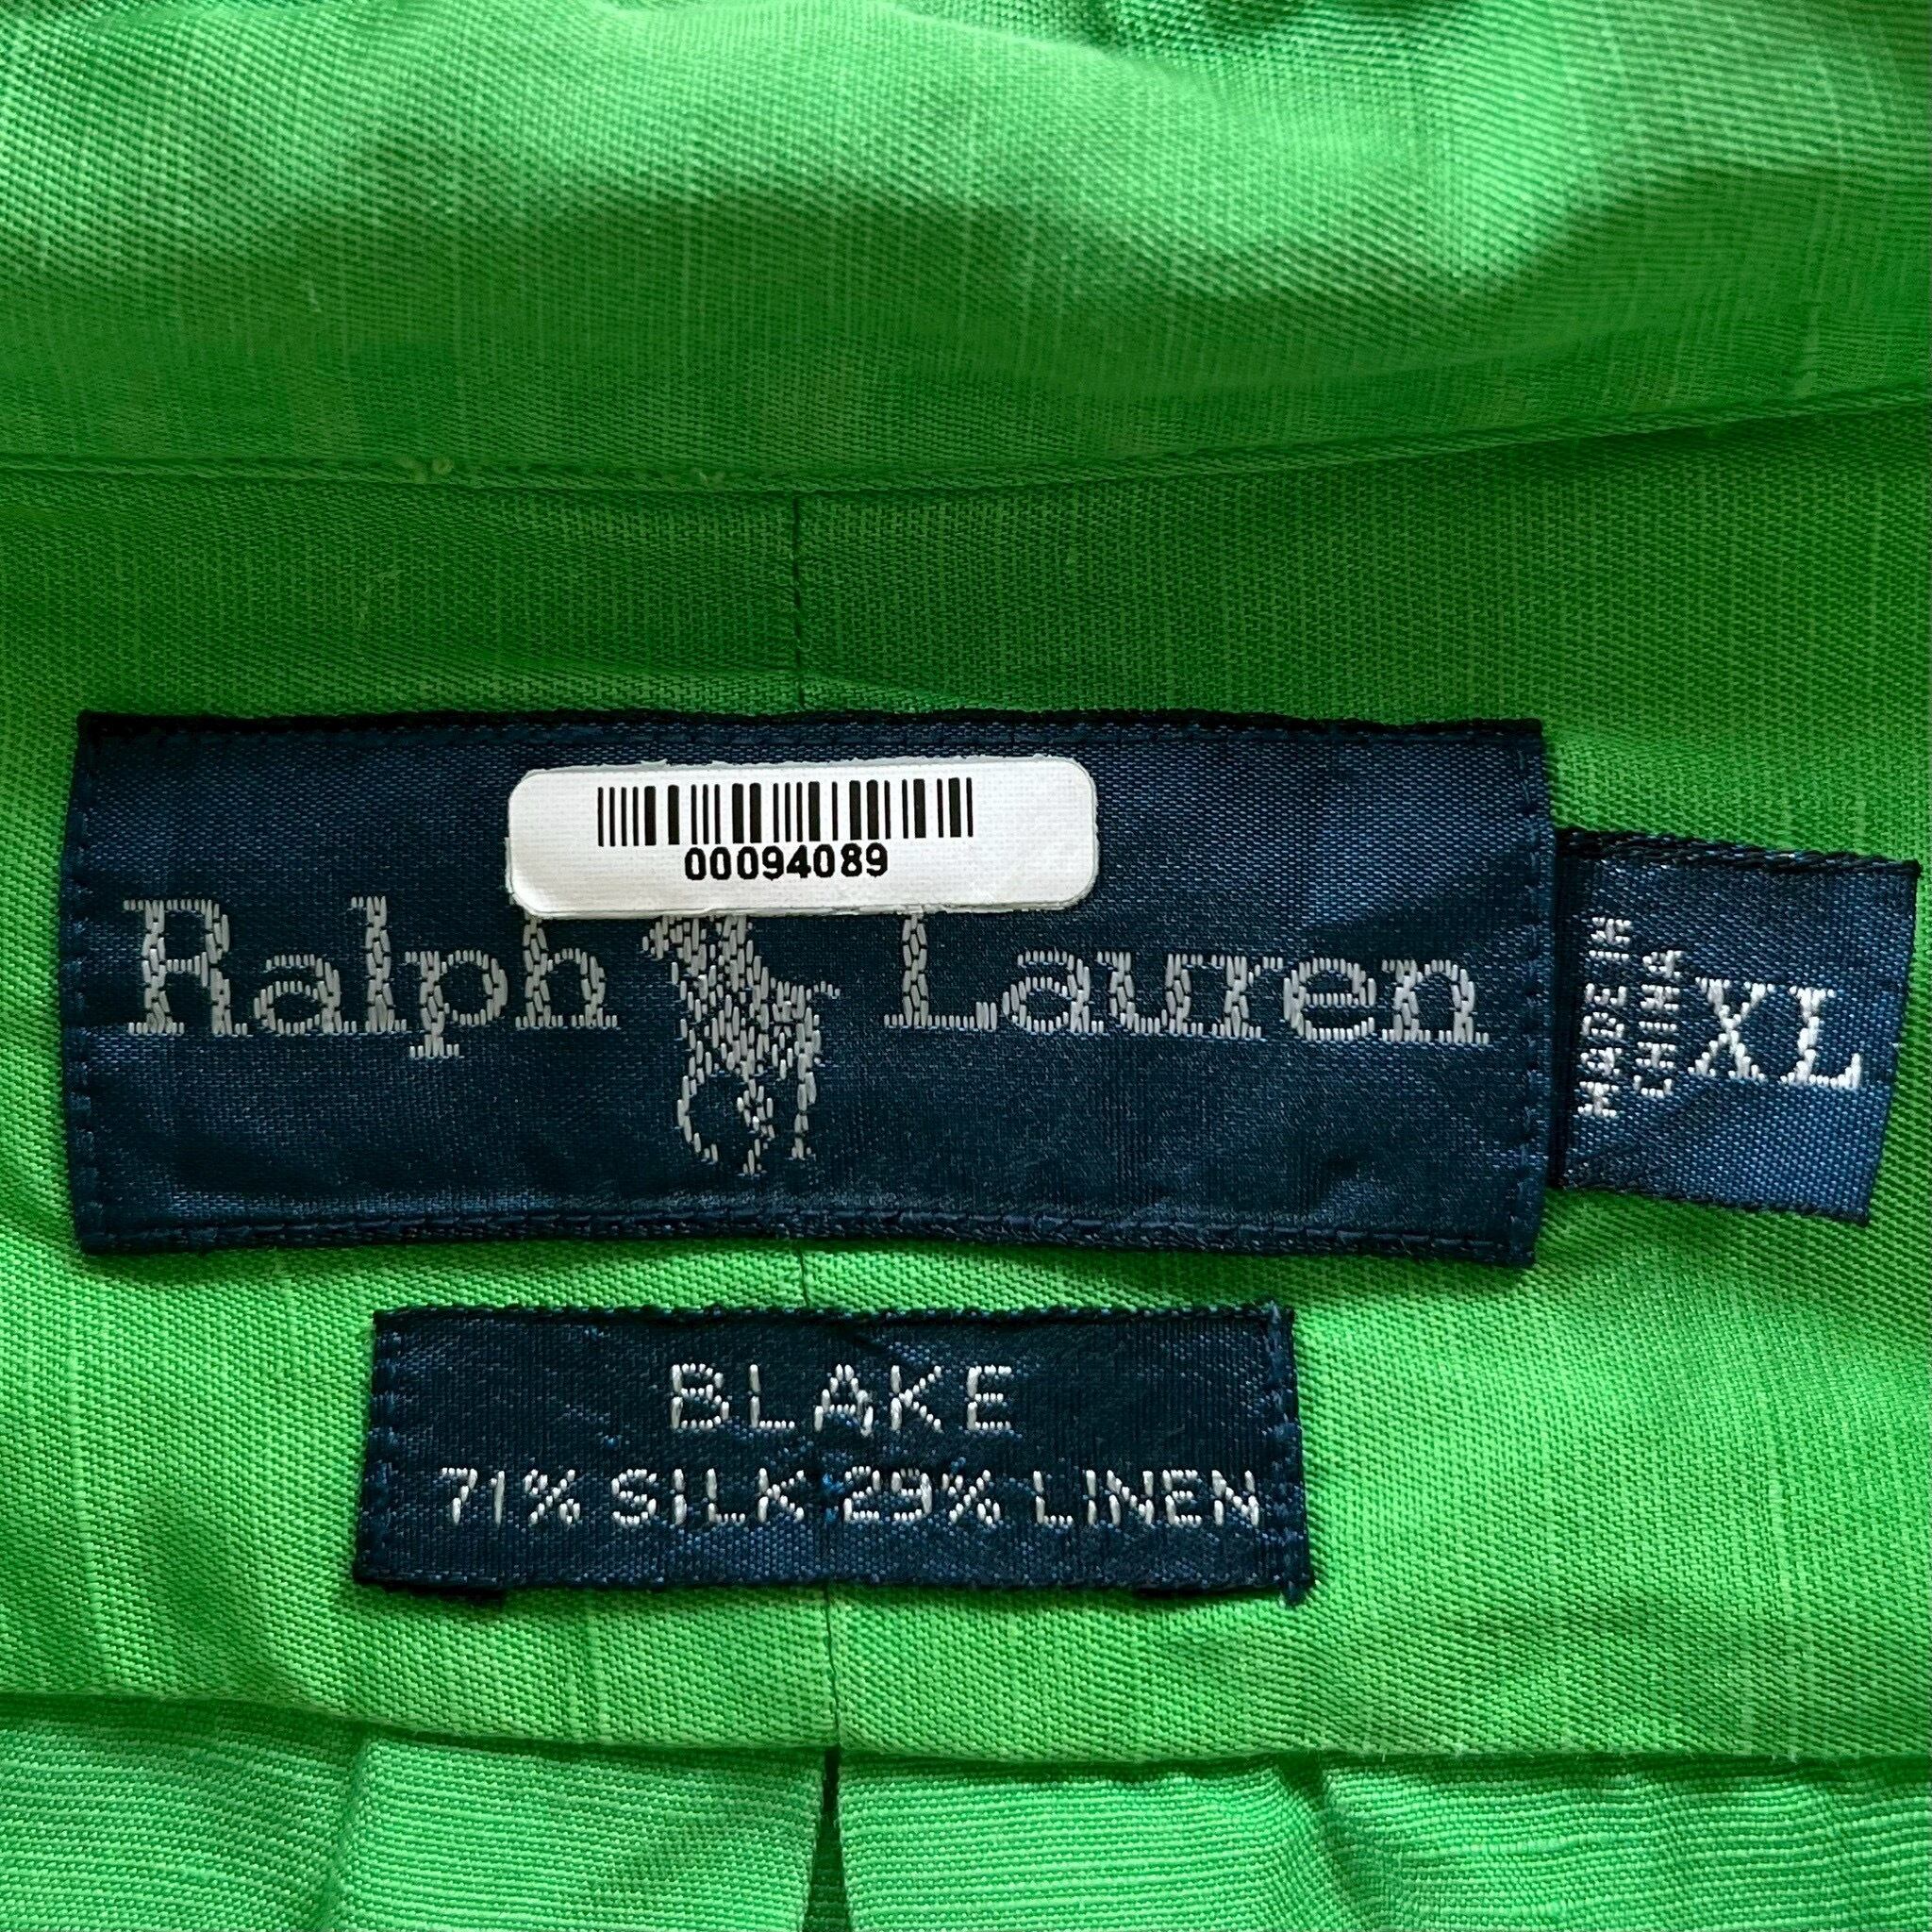 00094089
Ralph Lauren
MADE IN
CHINA
XL
BLAKE
71% SILK 29% LINEN